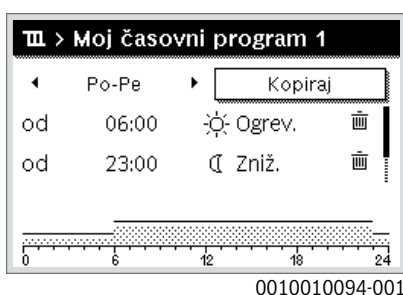 > Moj časovni program 1
Po-Pe Kopiraj
od 06:00 Ogrev.
od 23:00 Zniž.
0 6 12 18 24
0010010094-001